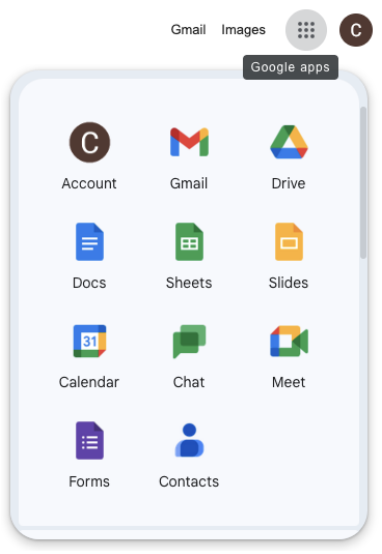 Gmail Images C
Google apps
C
Account Gmail Drive
Docs Sheets Slides
31
Calendar Chat Meet
Forms Contacts